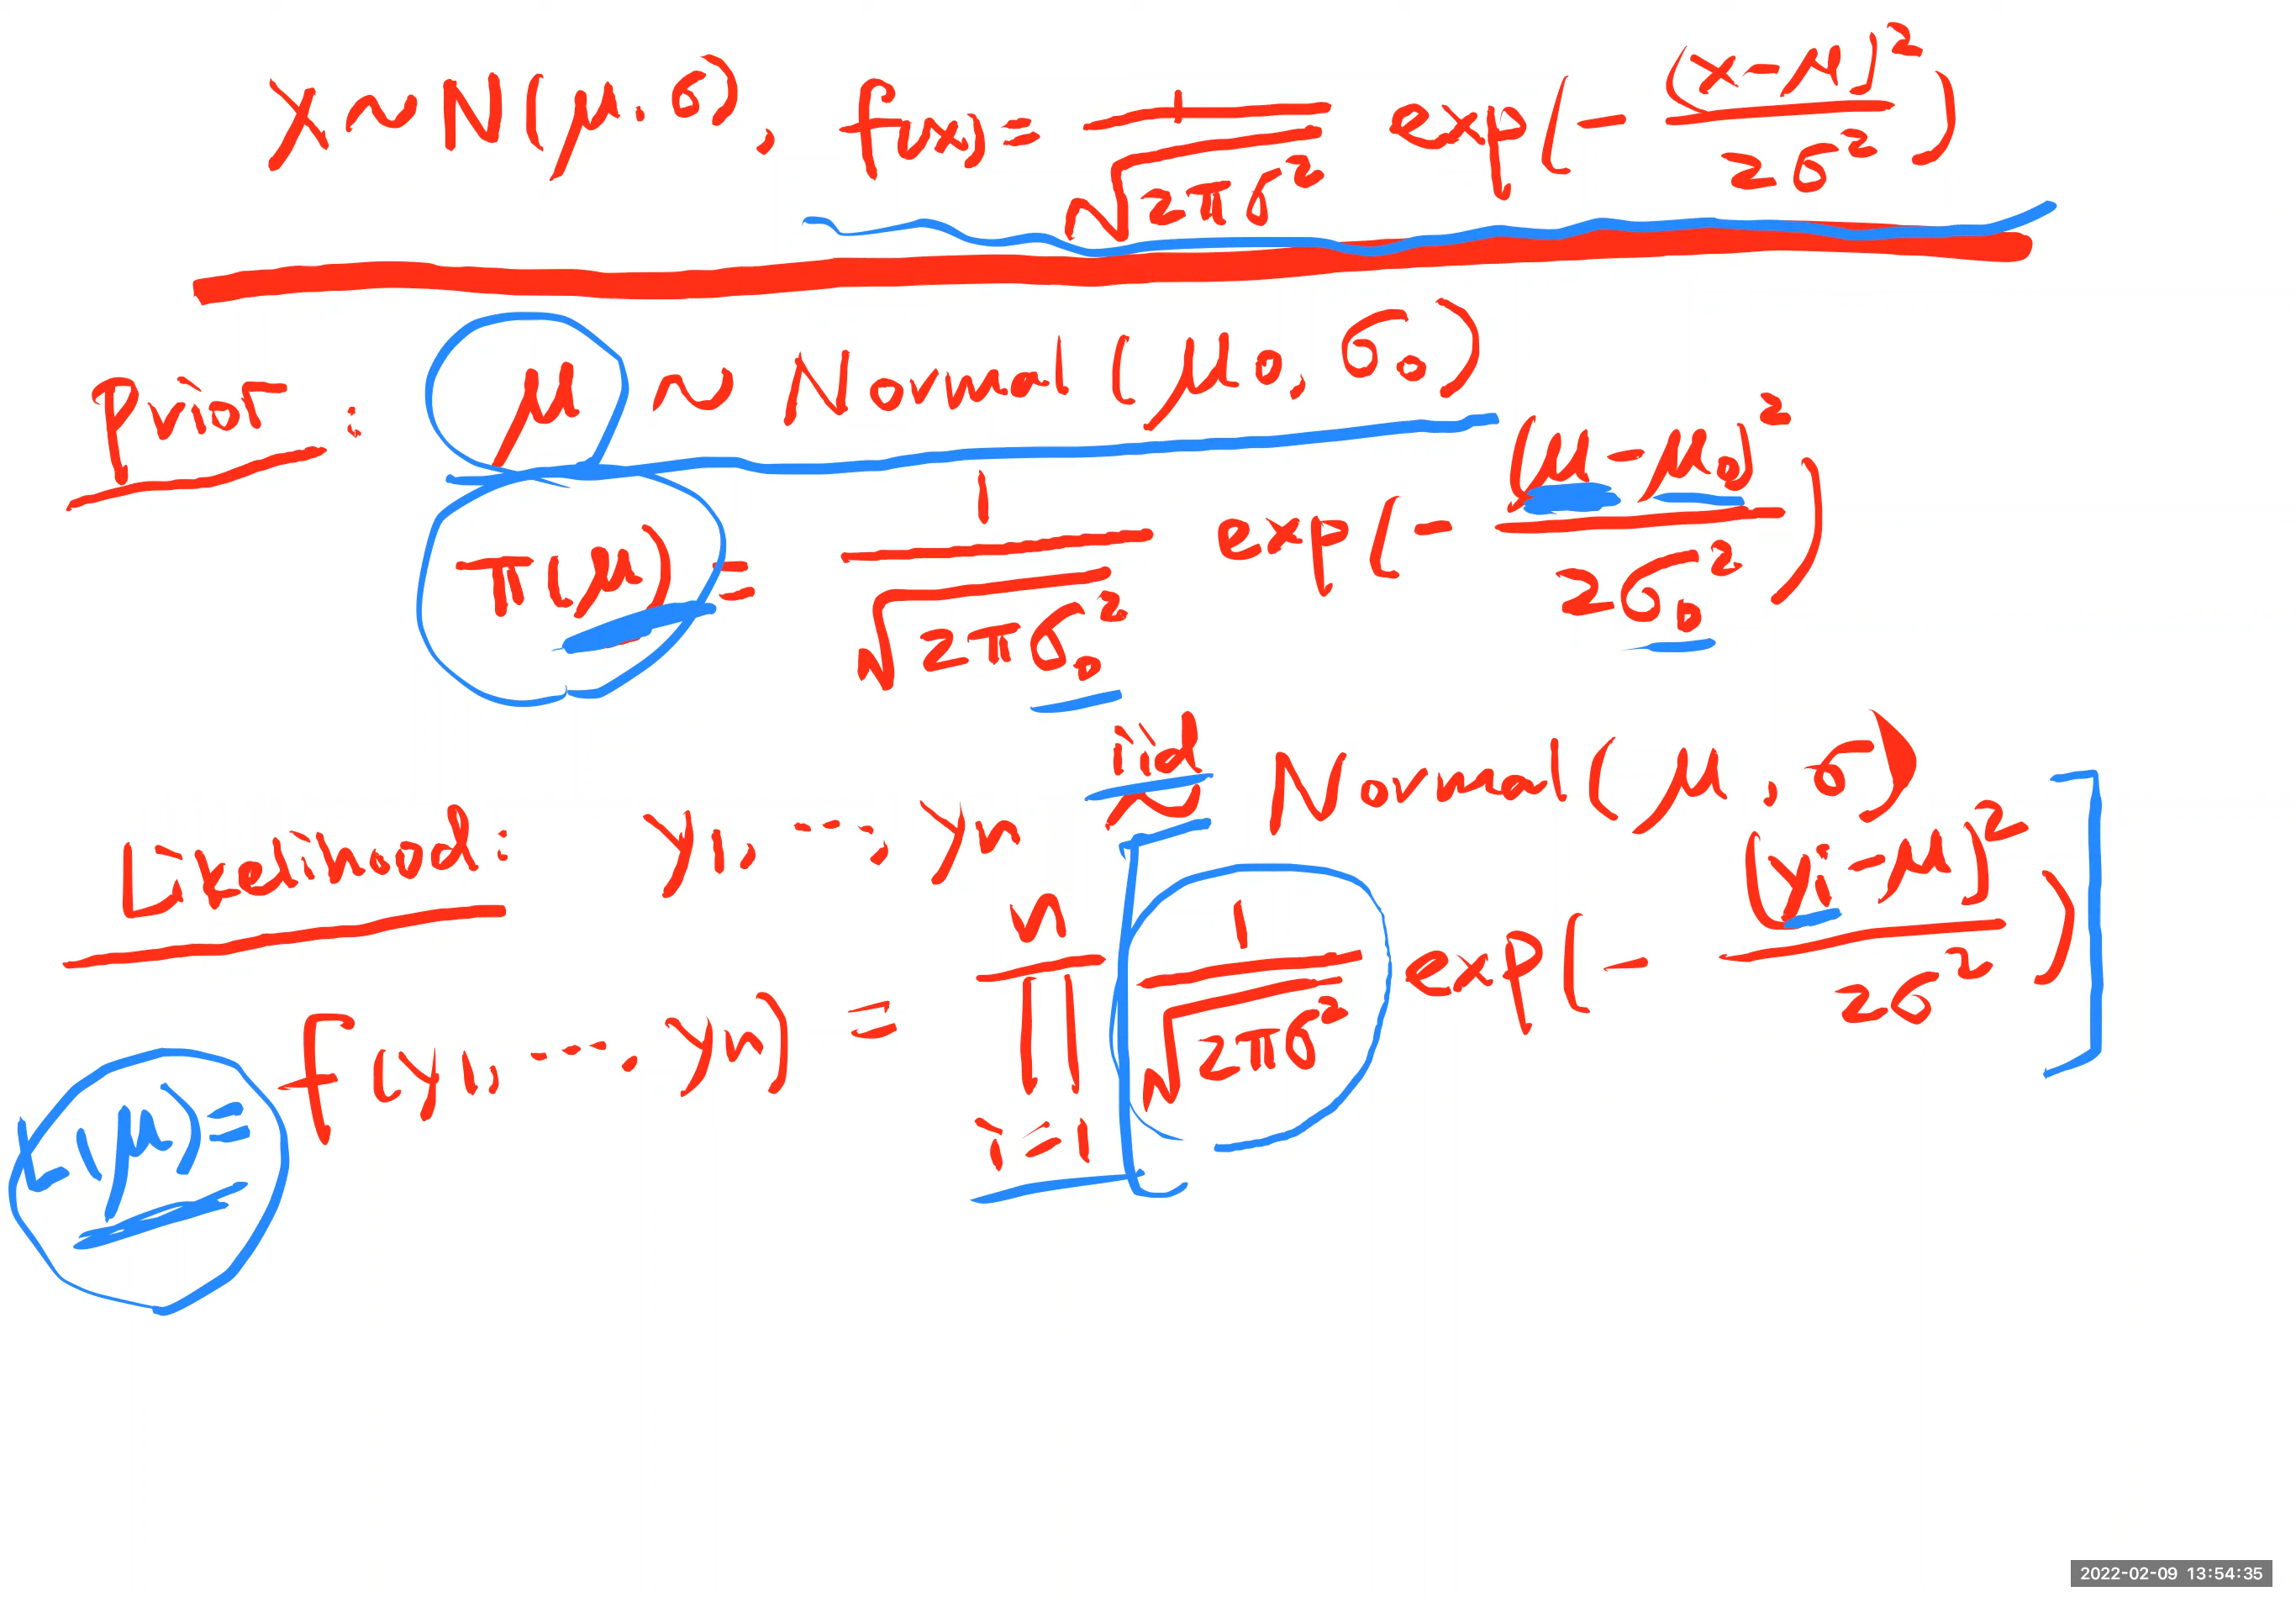 X ~ N(μ, σ), f(x) = 1/√(2πσ²) exp(- (x-μ)²/2σ²)
Prior: μ ~ Normal(μ₀, σ₀)
π(μ) = 1/√(2πσ₀²) exp(- (μ-μ₀)²/2σ₀²)
Likelihood: y₁, ..., yₙ iid ~ Normal(μ, σ)
L(μ) = f(y₁, ...., yₙ) = ∏ᵢ₌₁ⁿ [1/√(2πσ²) exp(- (yᵢ-μ)²/2σ²)]
2022-02-09 13:54:35